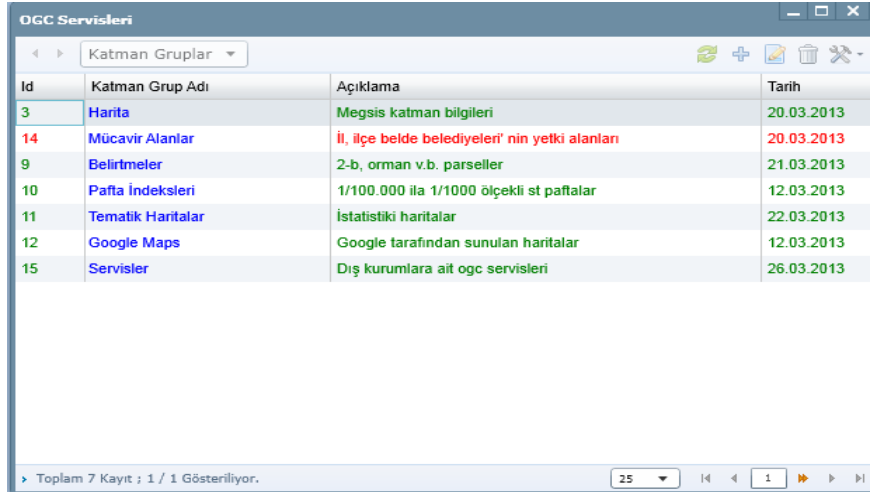 OGC Servisleri
Katman Gruplar
Id Katman Grup Adı Açıklama Tarih
3 Harita Megsis katman bilgileri 20.03.2013
14 Mücavir Alanlar İl, ilçe belde belediyeleri' nin yetki alanları 20.03.2013
9 Belirtmeler 2-b, orman v.b. parseller 21.03.2013
10 Pafta İndeksleri 1/100.000 ila 1/1000 ölçekli st paftalar 12.03.2013
11 Tematik Haritalar İstatistiki haritalar 22.03.2013
12 Google Maps Google tarafından sunulan haritalar 12.03.2013
15 Servisler Dış kurumlara ait ogc servisleri 26.03.2013
Toplam 7 Kayıt ; 1 / 1 Gösteriliyor. 25 1